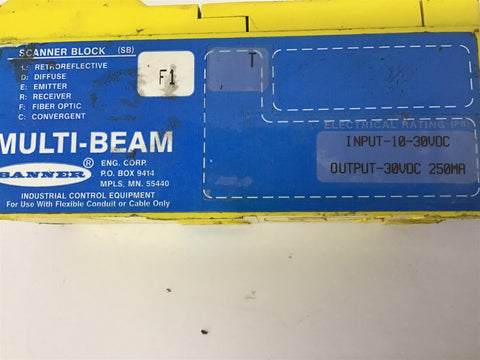 SCANNER BLOCK (SB)
L: RETROREFLECTIVE
D: DIFFUSE
E: EMITTER
R: RECEIVER
F: FIBER OPTIC
C: CONVERGENT
F1
T
MULTI-BEAM
BANNER ®
ENG. CORP.
P.O. BOX 9414
MPLS, MN. 55440
INDUSTRIAL CONTROL EQUIPMENT
For Use With Flexible Conduit or Cable Only
ELECTRICAL RATING (PB)
INPUT-10-30VDC
OUTPUT-30VDC 250MA